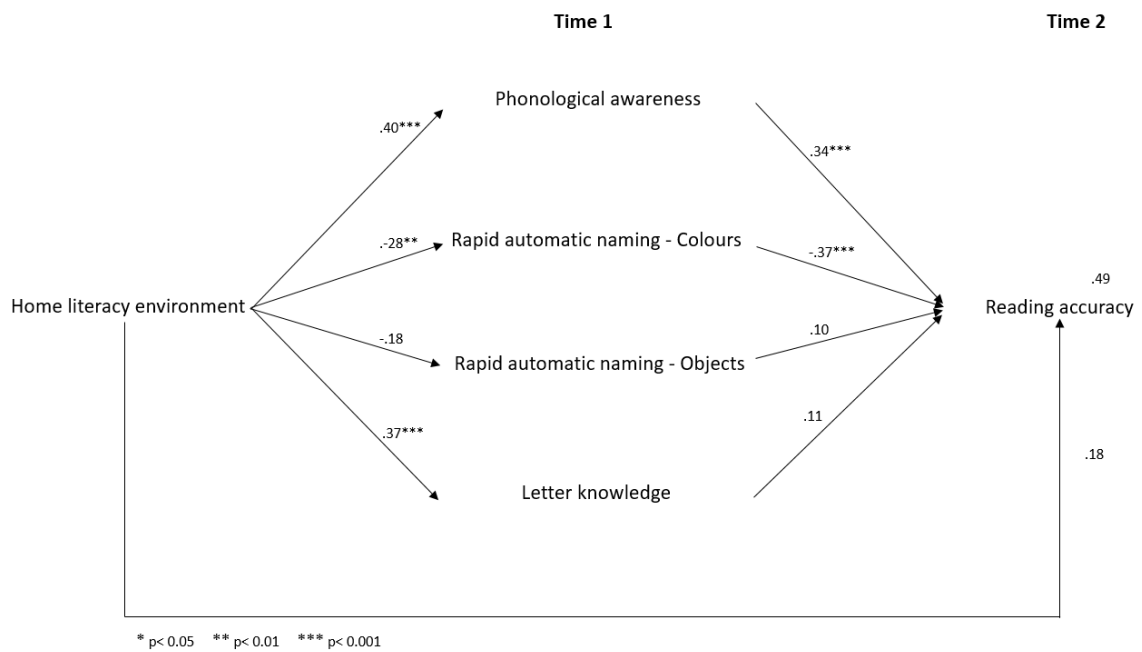 Time 1 Time 2
Phonological awareness
.40***
.34***
.-28** Rapid automatic naming - Colours -.37***
.49
Home literacy environment Reading accuracy
-.18 .10
Rapid automatic naming - Objects
.37*** .11
.18
Letter knowledge
* p< 0.05 ** p< 0.01 *** p< 0.001